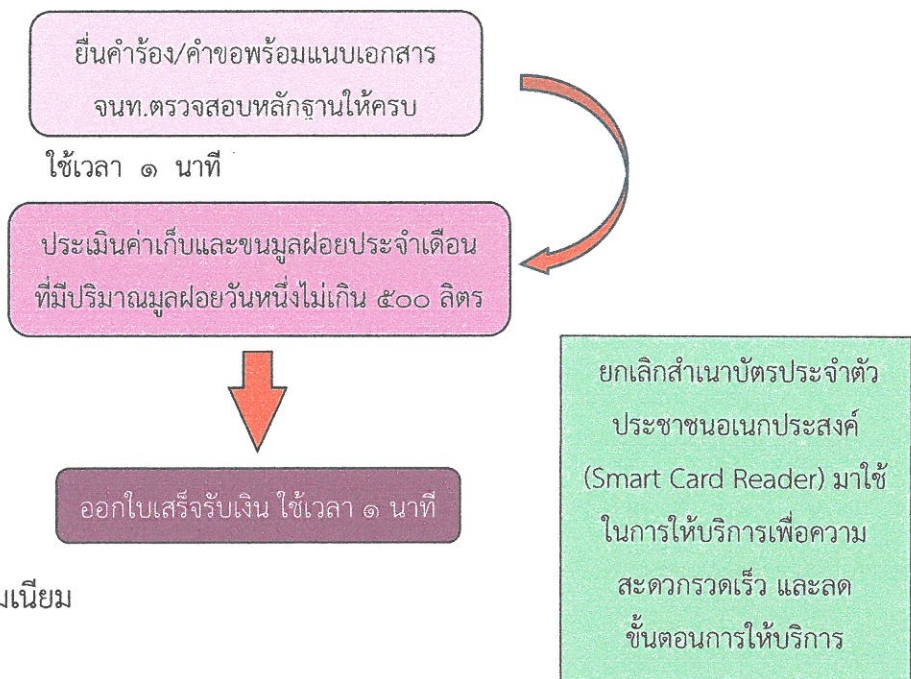 ยื่นคำร้อง/คำขอพร้อมแนบเอกสาร
จนท.ตรวจสอบหลักฐานให้ครบ
ใช้เวลา ๑ นาที
ประเมินค่าเก็บและขนมูลฝอยประจำเดือน
ที่มีปริมาณมูลฝอยวันหนึ่งไม่เกิน ๕๐๐ ลิตร
ออกใบเสร็จรับเงิน ใช้เวลา ๑ นาที
ยกเลิกสำเนาบัตรประจำตัว
ประชาชนอเนกประสงค์
(Smart Card Reader) มาใช้
ในการให้บริการเพื่อความ
สะดวกรวดเร็ว และลด
ขั้นตอนการให้บริการ
มเนียม